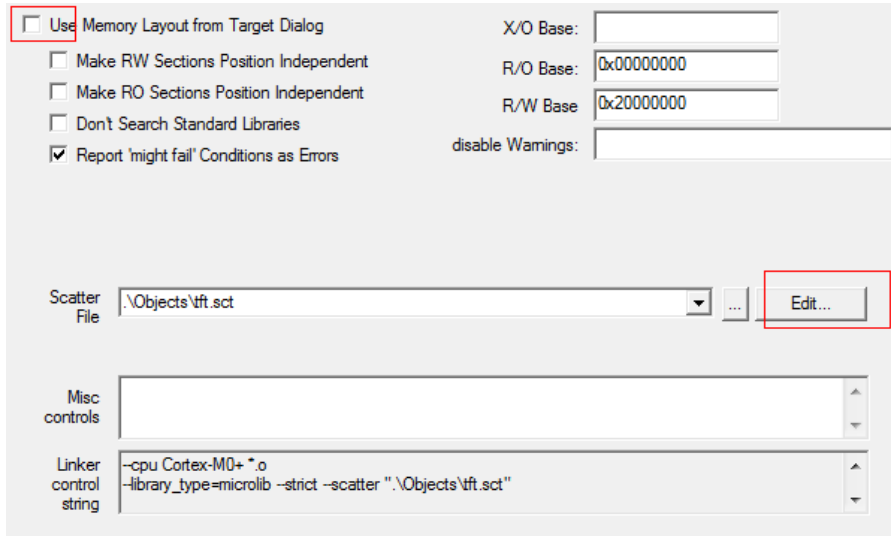 Use Memory Layout from Target Dialog
X/O Base:
Make RW Sections Position Independent
R/O Base: 0x00000000
Make RO Sections Position Independent
R/W Base 0x20000000
Don't Search Standard Libraries
disable Warnings:
Report 'might fail' Conditions as Errors
Scatter
File
.\Objects\tft.sct
...
Edit...
Misc
controls
Linker
control
string
--cpu Cortex-M0+ *.o
--library_type=microlib --strict --scatter ".\Objects\tft.sct"